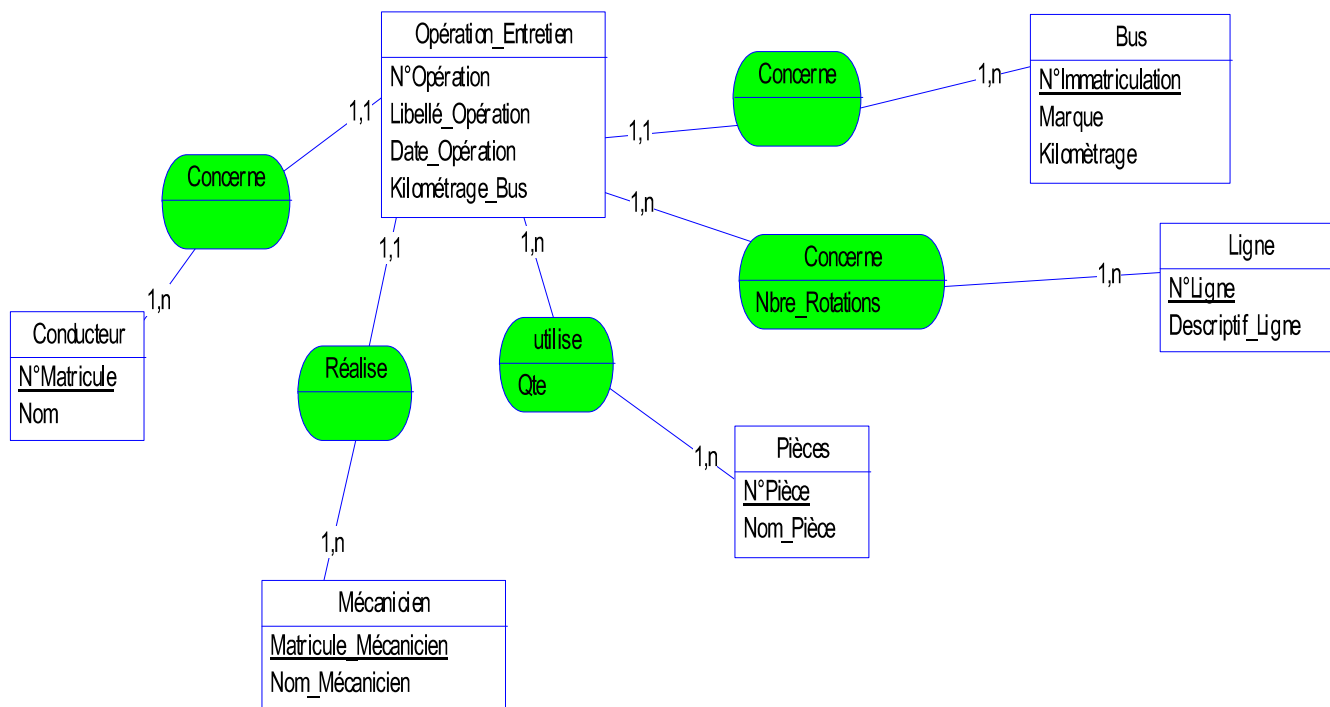 Opération_Entretien
N°Opération
Libellé_Opération
Date_Opération
Kilométrage_Bus
Concerne
Bus
N°Immatriculation
Marque
Kilomètrage
1,1
1,n
1,1
Concerne
1,n
1,n
Conducteur
N°Matricule
Nom
1,1
Réalise
1,n
Mécanicien
Matricule_Mécanicien
Nom_Mécanicien
1,n
utilise
Qte
1,n
Pièces
N°Pièce
Nom_Pièce
Concerne
Nbre_Rotations
1,n
Ligne
N°Ligne
Descriptif_Ligne